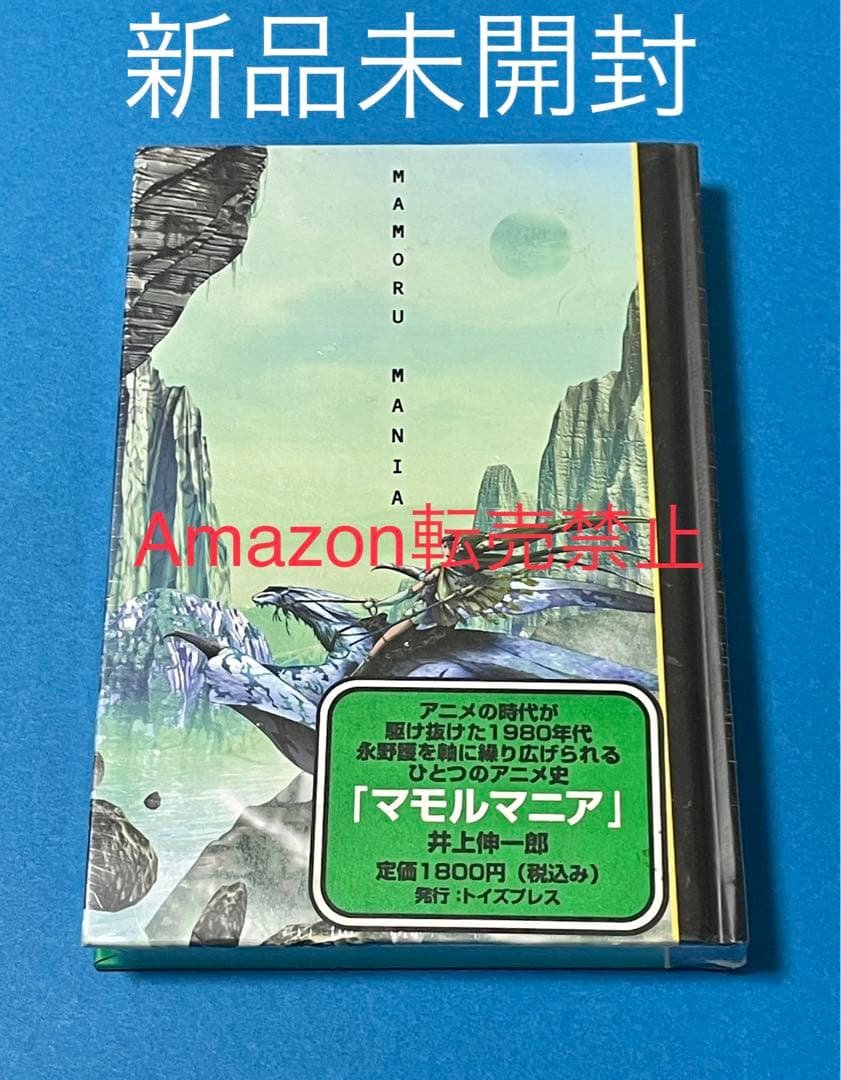 新品未開封
MAMORU MANIA
Amazon転売禁止
アニメの時代が
駆け抜けた1980年代
永野護を軸に繰り広げられる
ひとつのアニメ史
「マモルマニア」
井上伸一郎
定価1800円（税込み）
発行：トイズプレス